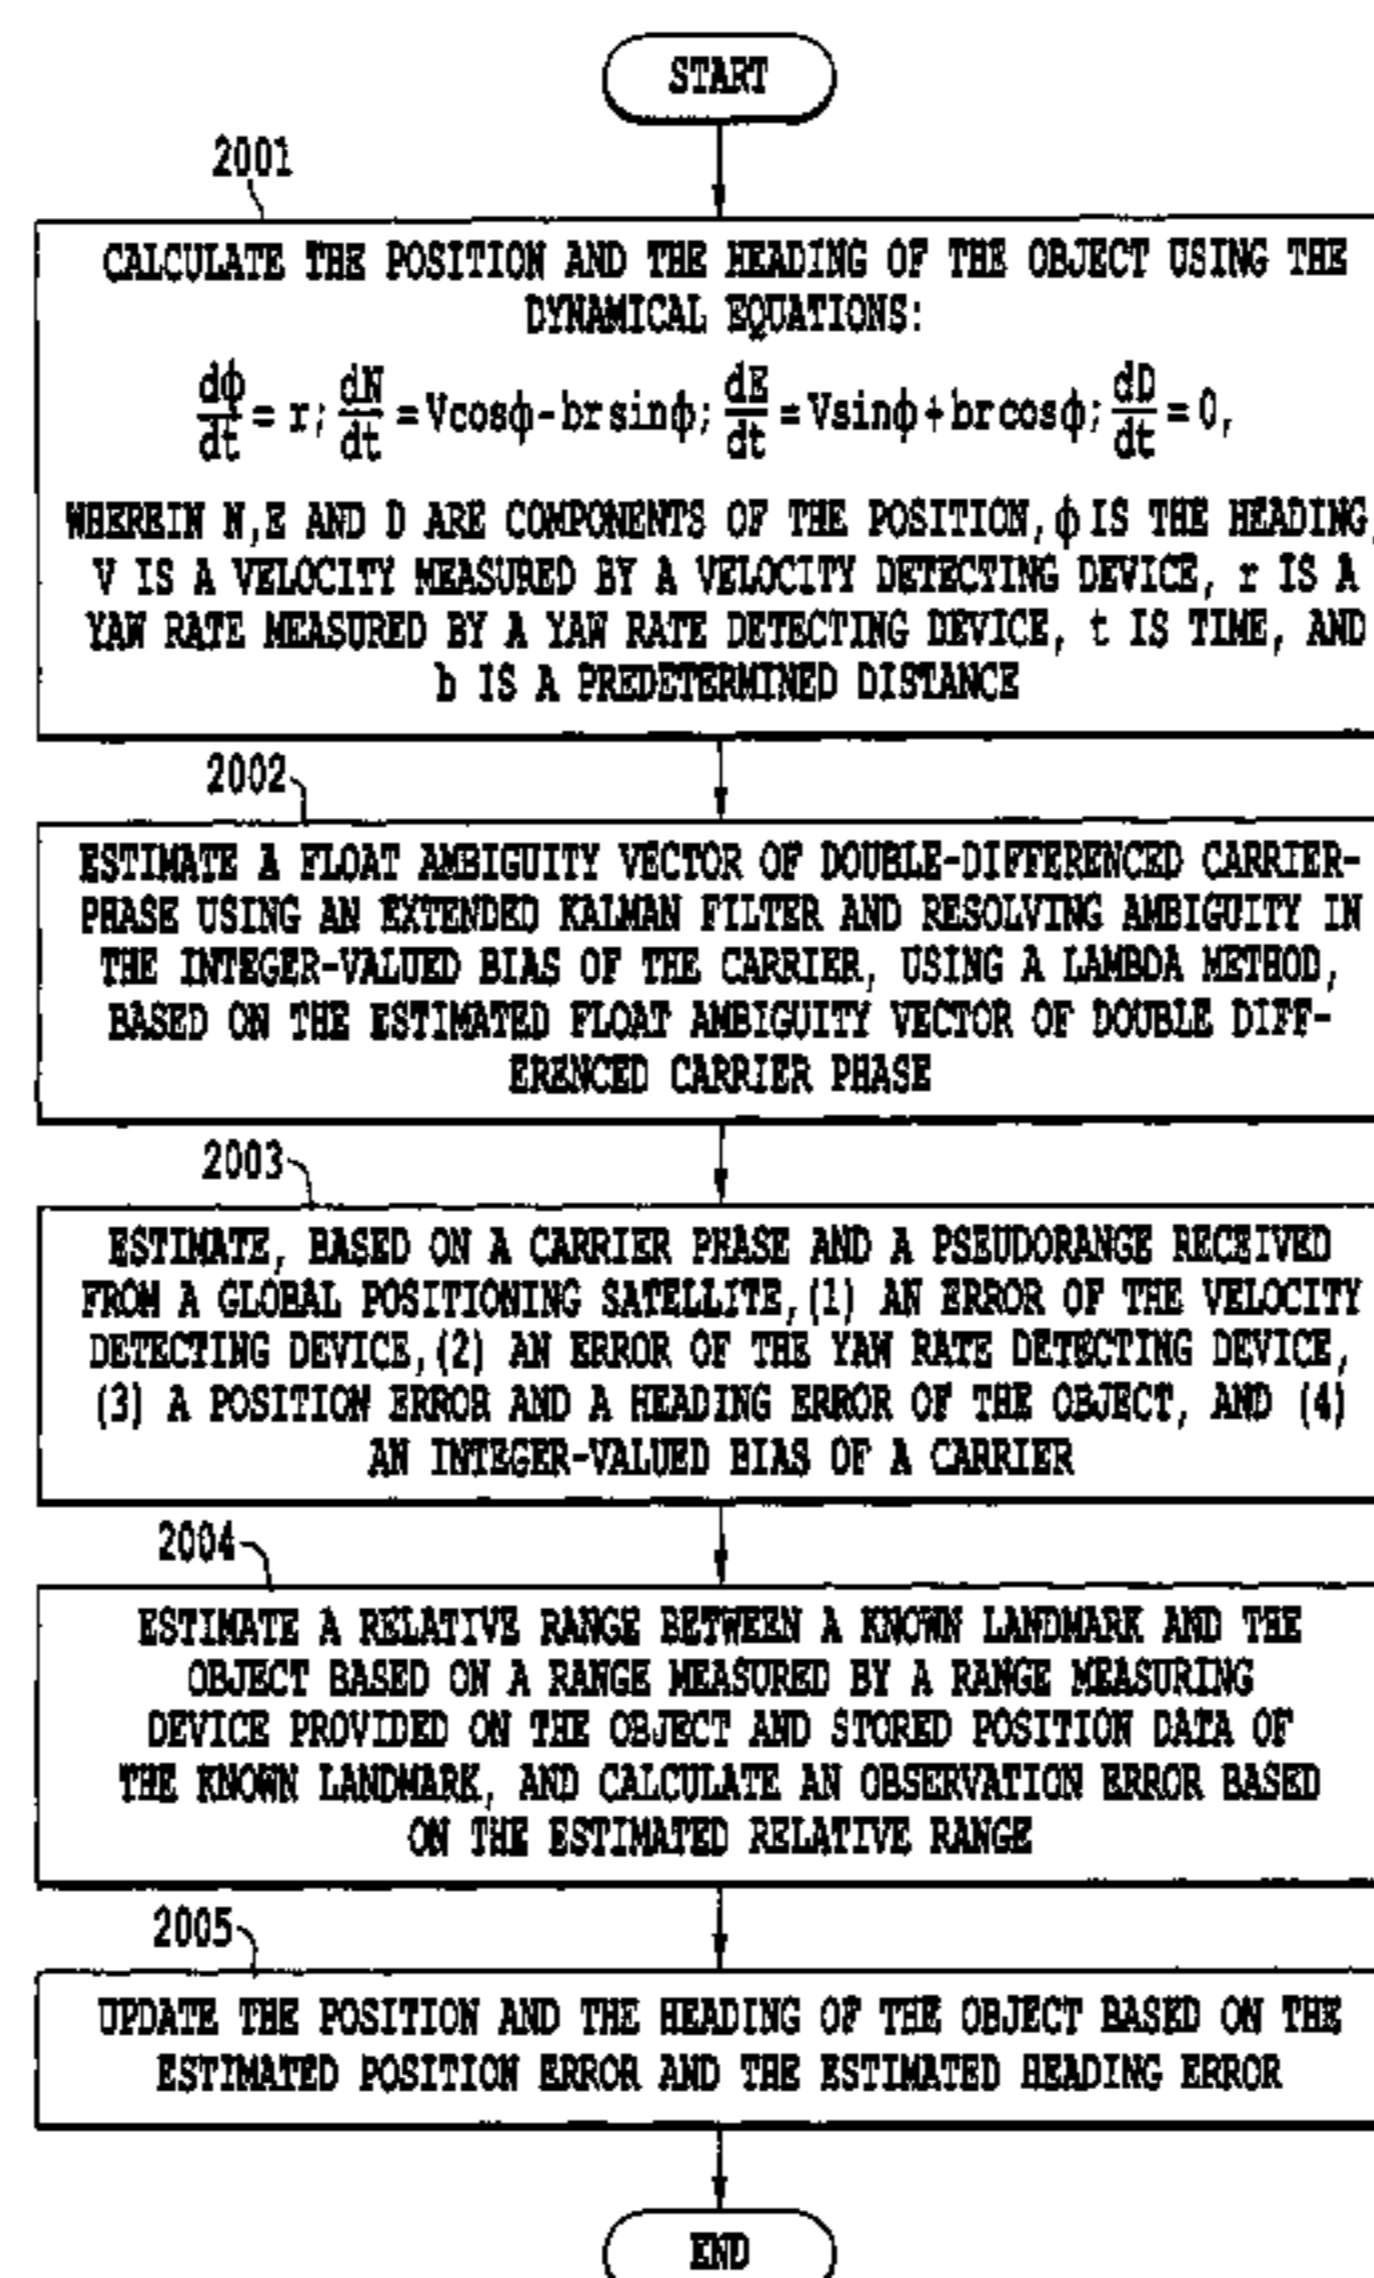 START
2001
CALCULATE THE POSITION AND THE HEADING OF THE OBJECT USING THE
DYNAMICAL EQUATIONS:
dϕ/dt = r; dN/dt = Vcosϕ-brsinϕ; dE/dt = Vsinϕ+brcosϕ; dD/dt = 0,
WHEREIN N,E AND D ARE COMPONENTS OF THE POSITION, ϕ IS THE HEADING,
V IS A VELOCITY MEASURED BY A VELOCITY DETECTING DEVICE, r IS A
YAW RATE MEASURED BY A YAW RATE DETECTING DEVICE, t IS TIME, AND
b IS A PREDETERMINED DISTANCE
2002
ESTIMATE A FLOAT AMBIGUITY VECTOR OF DOUBLE-DIFFERENCED CARRIER-
PHASE USING AN EXTENDED KALMAN FILTER AND RESOLVING AMBIGUITY IN
THE INTEGER-VALUED BIAS OF THE CARRIER, USING A LAMBDA METHOD,
BASED ON THE ESTIMATED FLOAT AMBIGUITY VECTOR OF DOUBLE DIFF-
ERENCED CARRIER PHASE
2003
ESTIMATE, BASED ON A CARRIER PHASE AND A PSEUDORANGE RECEIVED
FROM A GLOBAL POSITIONING SATELLITE,(1) AN ERROR OF THE VELOCITY
DETECTING DEVICE,(2) AN ERROR OF THE YAW RATE DETECTING DEVICE,
(3) A POSITION ERROR AND A HEADING ERROR OF THE OBJECT, AND (4)
AN INTEGER-VALUED BIAS OF A CARRIER
2004
ESTIMATE A RELATIVE RANGE BETWEEN A KNOWN LANDMARK AND THE
OBJECT BASED ON A RANGE MEASURED BY A RANGE MEASURING
DEVICE PROVIDED ON THE OBJECT AND STORED POSITION DATA OF
THE KNOWN LANDMARK, AND CALCULATE AN OBSERVATION ERROR BASED
ON THE ESTIMATED RELATIVE RANGE
2005
UPDATE THE POSITION AND THE HEADING OF THE OBJECT BASED ON THE
ESTIMATED POSITION ERROR AND THE ESTIMATED HEADING ERROR
END